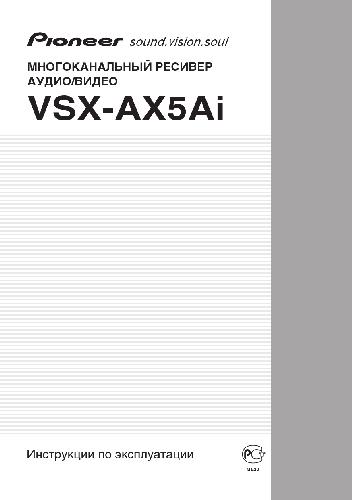 Pioneer sound.vision.soul
МНОГОКАНАЛЬНЫЙ РЕСИВЕР
АУДИО/ВИДЕО
VSX-AX5Ai
Инструкции по эксплуатации